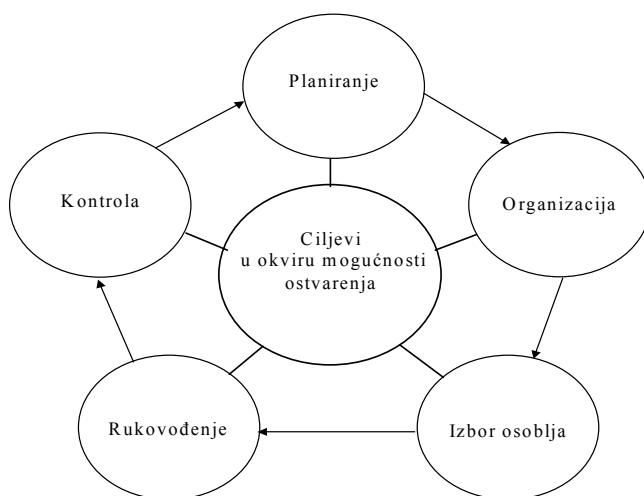 Planiranje
Kontrola
Organizacija
Ciljevi
u okviru mogućnosti
ostvarenja
Rukovođenje
Izbor osoblja